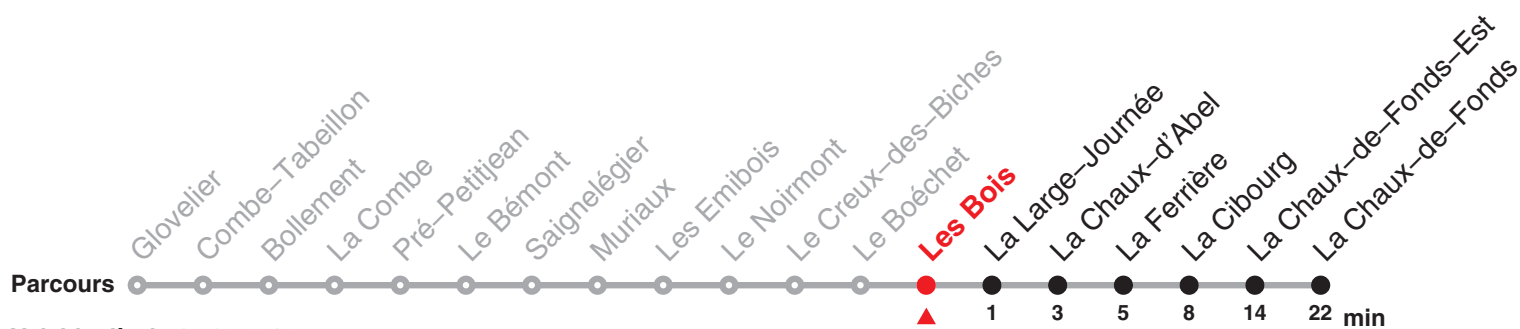 Glovelier
Combe–Tabeillon
Bollement
La Combe
Pré–Petitjean
Le Bémont
Saignelégier
Muriaux
Les Emibois
Le Noirmont
Le Creux–des–Biches
Le Boéchet
Les Bois
La Large–Journée
La Chaux–d'Abel
La Ferrière
La Cibourg
La Chaux–de–Fonds–Est
La Chaux–de–Fonds
Parcours
1 3 5 8 14 22 min